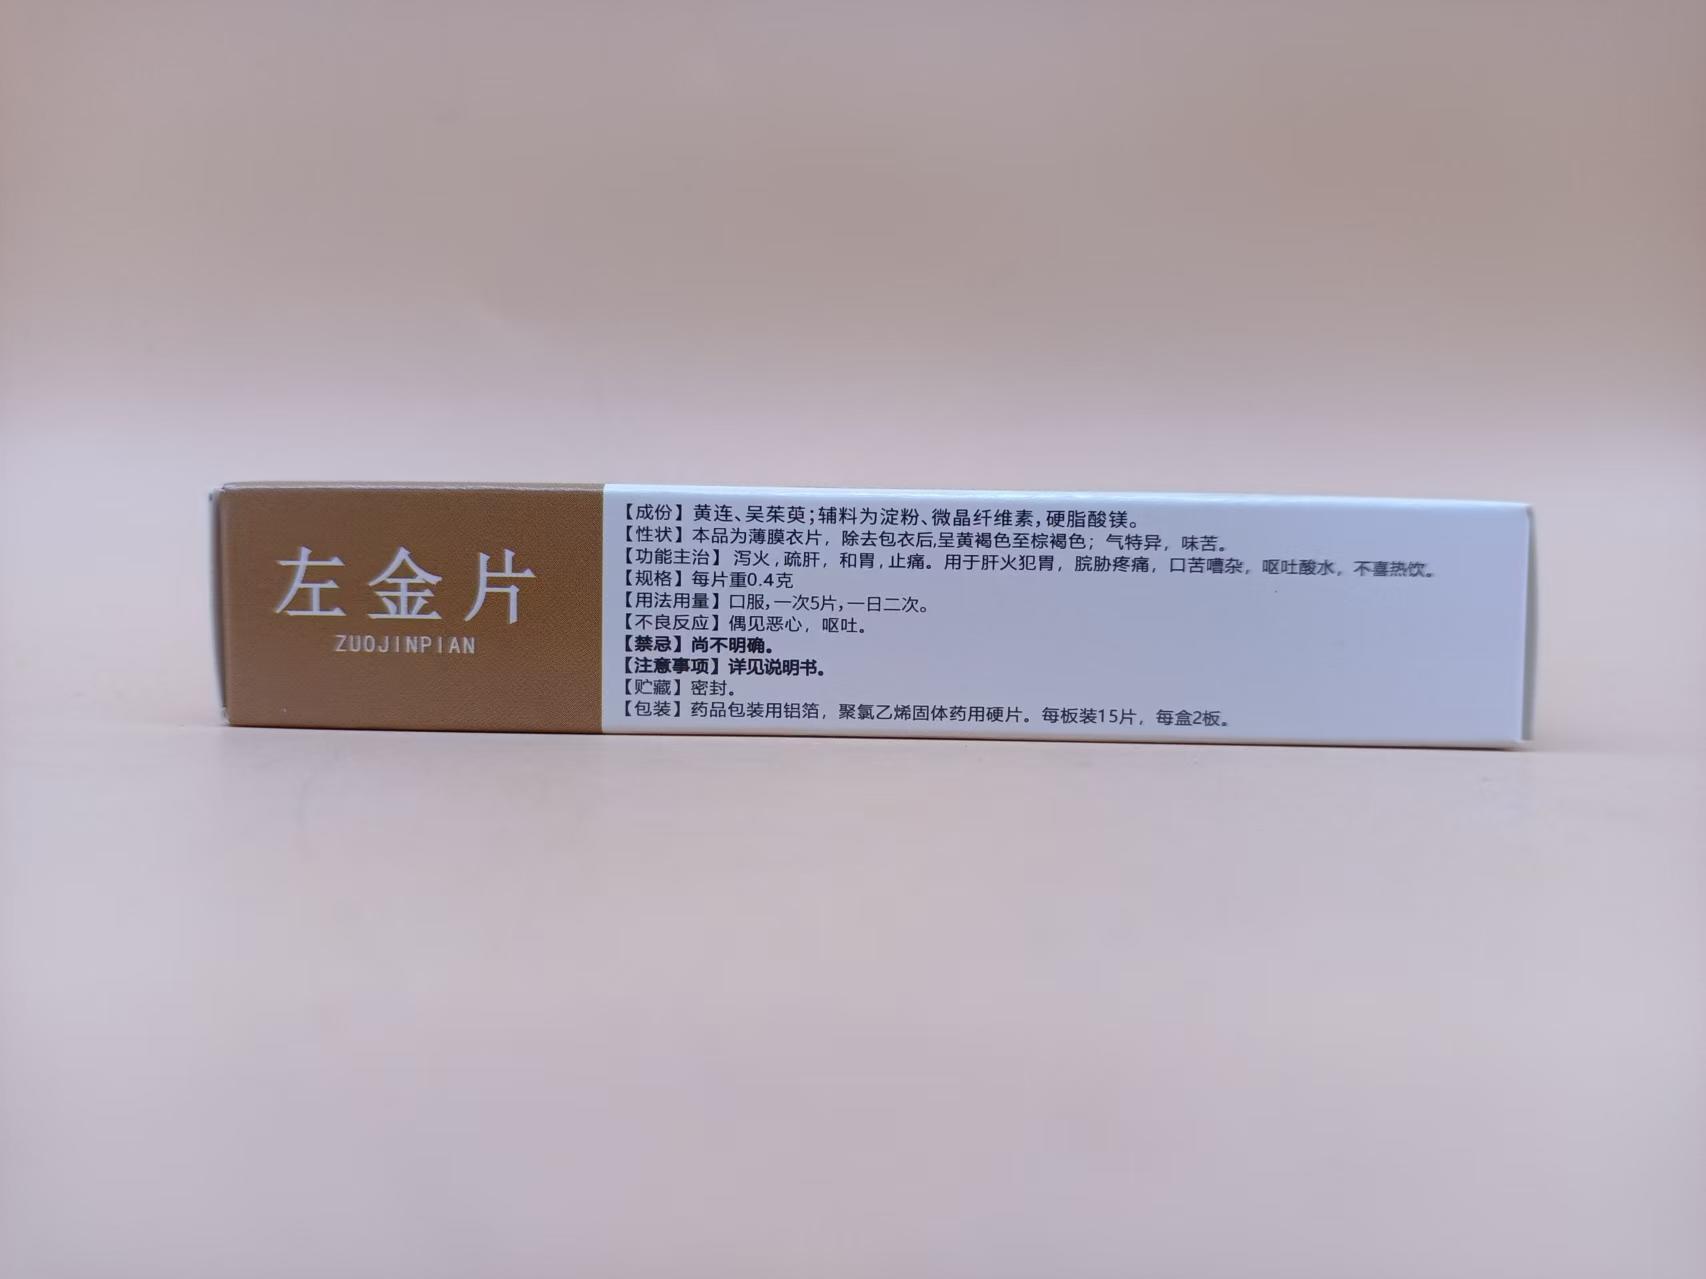 左金片
ZUOJINPIAN
【成份】黄连、吴茱萸;辅料为淀粉、微晶纤维素,硬脂酸镁。
【性状】本品为薄膜衣片，除去包衣后,呈黄褐色至棕褐色；气特异，味苦。
【功能主治】 泻火,疏肝，和胃,止痛。用于肝火犯胃，脘胁疼痛，口苦嘈杂，呕吐酸水，不喜热饮。
【规格】每片重0.4克
【用法用量】口服,一次5片,一日二次。
【不良反应】偶见恶心，呕吐。
【禁忌】尚不明确。
【注意事项】详见说明书。
【贮藏】密封。
【包装】药品包装用铝箔，聚氯乙烯固体药用硬片。每板装15片，每盒2板。